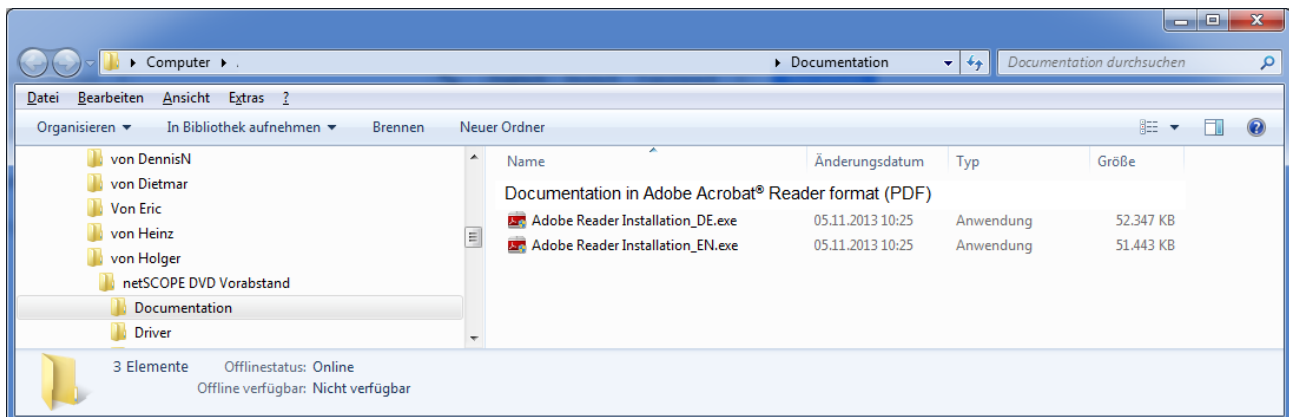 Computer ▸ . ▸ Documentation Documentation durchsuchen
Datei Bearbeiten Ansicht Extras ?
Organisieren In Bibliothek aufnehmen Brennen Neuer Ordner
von DennisN
von Dietmar
Von Eric
von Heinz
von Holger
netSCOPE DVD Vorabstand
Documentation
Driver
Name Änderungsdatum Typ Größe
Documentation in Adobe Acrobat® Reader format (PDF)
Adobe Reader Installation_DE.exe 05.11.2013 10:25 Anwendung 52.347 KB
Adobe Reader Installation_EN.exe 05.11.2013 10:25 Anwendung 51.443 KB
3 Elemente Offlinestatus: Online
Offline verfügbar: Nicht verfügbar